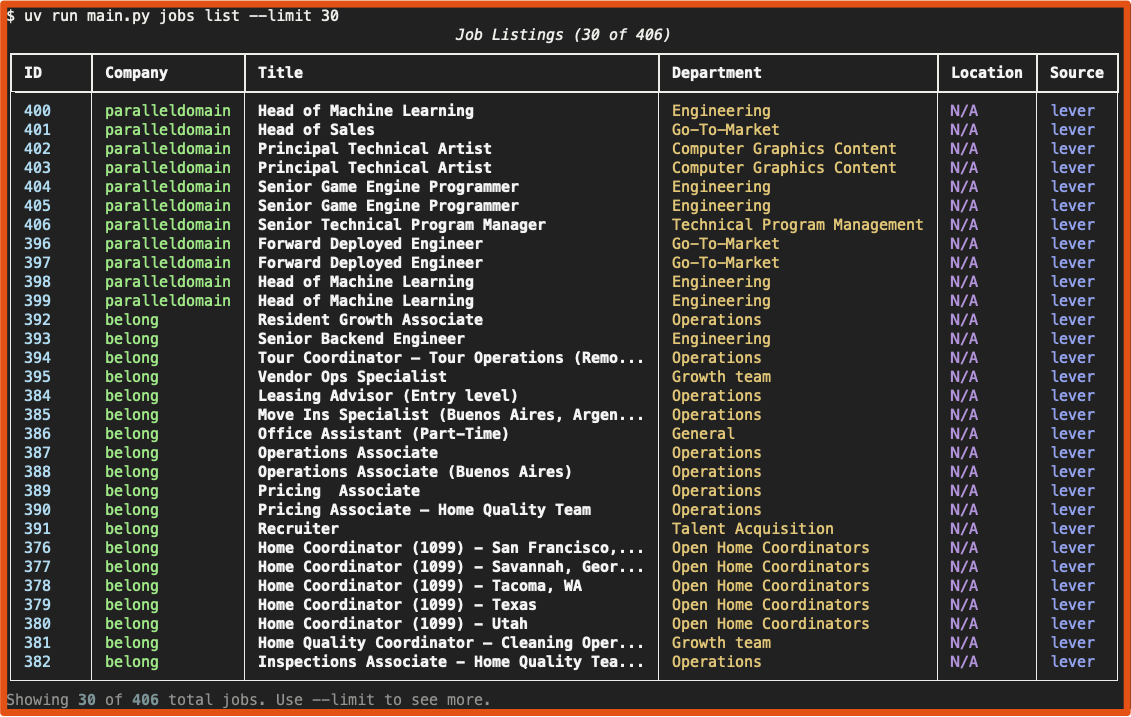 $ uv run main.py jobs list --limit 30
Job Listings (30 of 406)
ID Company Title Department Location Source
400 paralleldomain Head of Machine Learning Engineering N/A lever
401 paralleldomain Head of Sales Go-To-Market N/A lever
402 paralleldomain Principal Technical Artist Computer Graphics Content N/A lever
403 paralleldomain Principal Technical Artist Computer Graphics Content N/A lever
404 paralleldomain Senior Game Engine Programmer Engineering N/A lever
405 paralleldomain Senior Game Engine Programmer Engineering N/A lever
406 paralleldomain Senior Technical Program Manager Technical Program Management N/A lever
396 paralleldomain Forward Deployed Engineer Go-To-Market N/A lever
397 paralleldomain Forward Deployed Engineer Go-To-Market N/A lever
398 paralleldomain Head of Machine Learning Engineering N/A lever
399 paralleldomain Head of Machine Learning Engineering N/A lever
392 belong Resident Growth Associate Operations N/A lever
393 belong Senior Backend Engineer Engineering N/A lever
394 belong Tour Coordinator – Tour Operations (Remo... Operations N/A lever
395 belong Vendor Ops Specialist Growth team N/A lever
384 belong Leasing Advisor (Entry level) Operations N/A lever
385 belong Move Ins Specialist (Buenos Aires, Argen... Operations N/A lever
386 belong Office Assistant (Part-Time) General N/A lever
387 belong Operations Associate Operations N/A lever
388 belong Operations Associate (Buenos Aires) Operations N/A lever
389 belong Pricing  Associate Operations N/A lever
390 belong Pricing Associate – Home Quality Team Operations N/A lever
391 belong Recruiter Talent Acquisition N/A lever
376 belong Home Coordinator (1099) - San Francisco,... Open Home Coordinators N/A lever
377 belong Home Coordinator (1099) - Savannah, Geor... Open Home Coordinators N/A lever
378 belong Home Coordinator (1099) - Tacoma, WA Open Home Coordinators N/A lever
379 belong Home Coordinator (1099) - Texas Open Home Coordinators N/A lever
380 belong Home Coordinator (1099) - Utah Open Home Coordinators N/A lever
381 belong Home Quality Coordinator – Cleaning Oper... Growth team N/A lever
382 belong Inspections Associate – Home Quality Tea... Operations N/A lever
Showing 30 of 406 total jobs. Use --limit to see more.